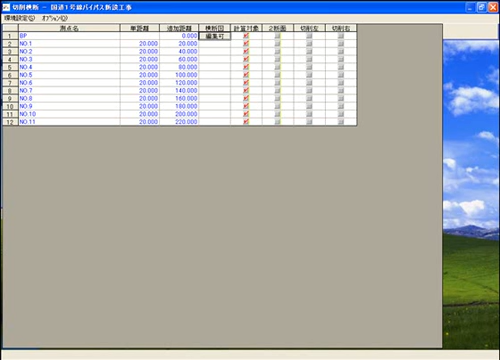 切削横断 － 国道1号線バイパス新設工事
環境設定(S) オプション(O)
測点名 単距離 追加距離 横断図 計算対象 2断面 切削左 切削右
1 BP 0.000 編集可
2 NO.1 20.000 20.000
3 NO.2 20.000 40.000
4 NO.3 20.000 60.000
5 NO.4 20.000 80.000
6 NO.5 20.000 100.000
7 NO.6 20.000 120.000
8 NO.7 20.000 140.000
9 NO.8 20.000 160.000
10 NO.9 20.000 180.000
11 NO.10 20.000 200.000
12 NO.11 20.000 220.000